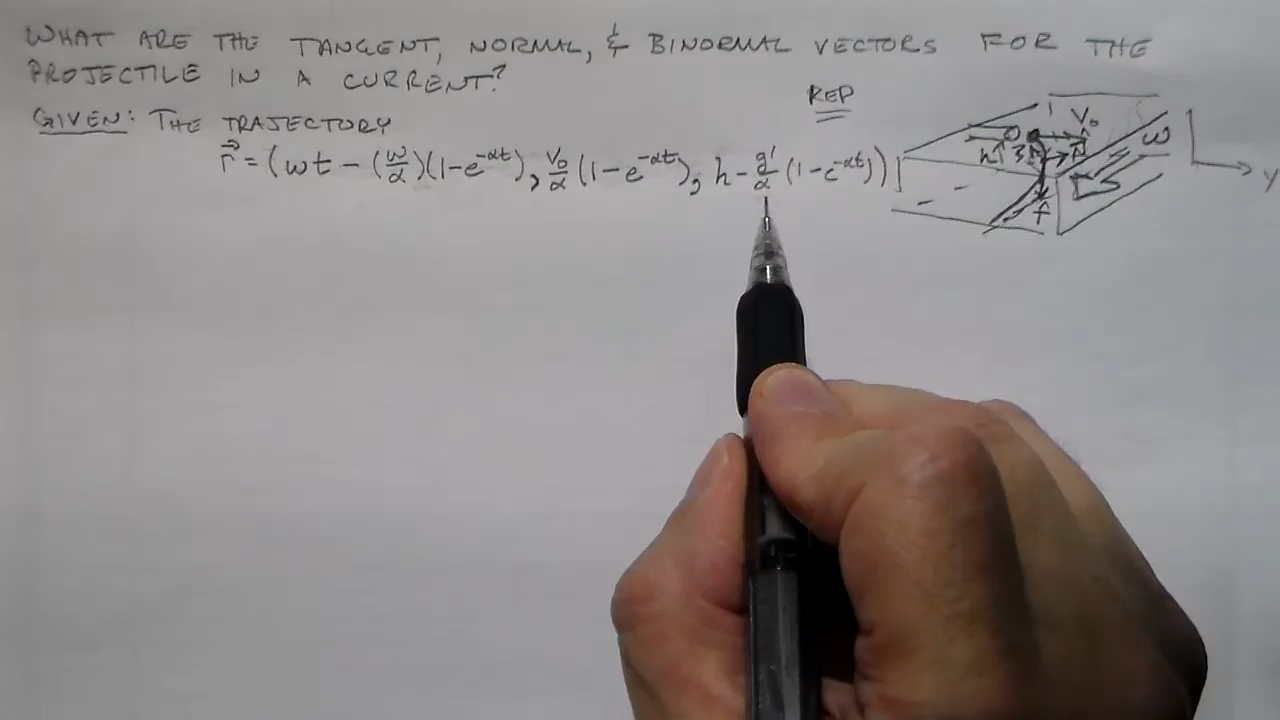 WHAT ARE THE TANGENT, NORMAL, & BINORMAL VECTORS FOR THE
PROJECTILE IN A CURRENT?
REP
GIVEN: THE TRAJECTORY
r⃗ = (ωt − (ω/α)(1−e^{−αt}), V₀/α (1−e^{−αt}), h − g'/α (1−e^{−αt}))
V₀
ω
h
y